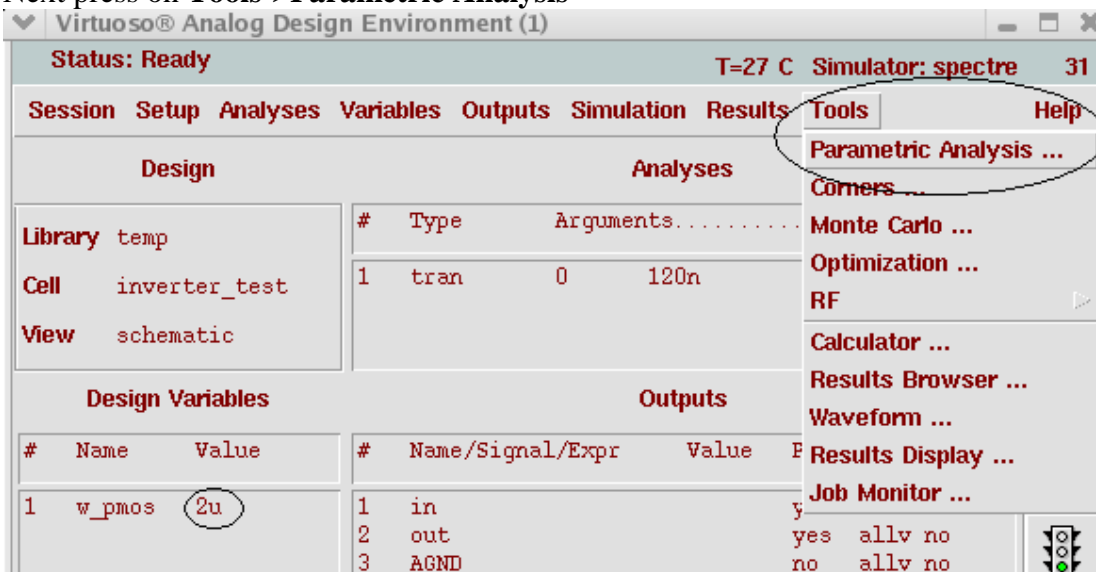 Next press on Tools > Parametric Analysis
Virtuoso® Analog Design Environment (1)
Status: Ready T=27 C Simulator: spectre 31
Session Setup Analyses Variables Outputs Simulation Results Tools Help
Parametric Analysis ...
Corners ...
Monte Carlo ...
Optimization ...
RF
Calculator ...
Results Browser ...
Waveform ...
Results Display ...
Job Monitor ...
Design
Library temp
Cell inverter_test
View schematic
Analyses
# Type Arguments..........
1 tran 0 120n
Design Variables
# Name Value
1 w_pmos 2u
Outputs
# Name/Signal/Expr Value P
1 in y
2 out yes allv no
3 AGND no allv no